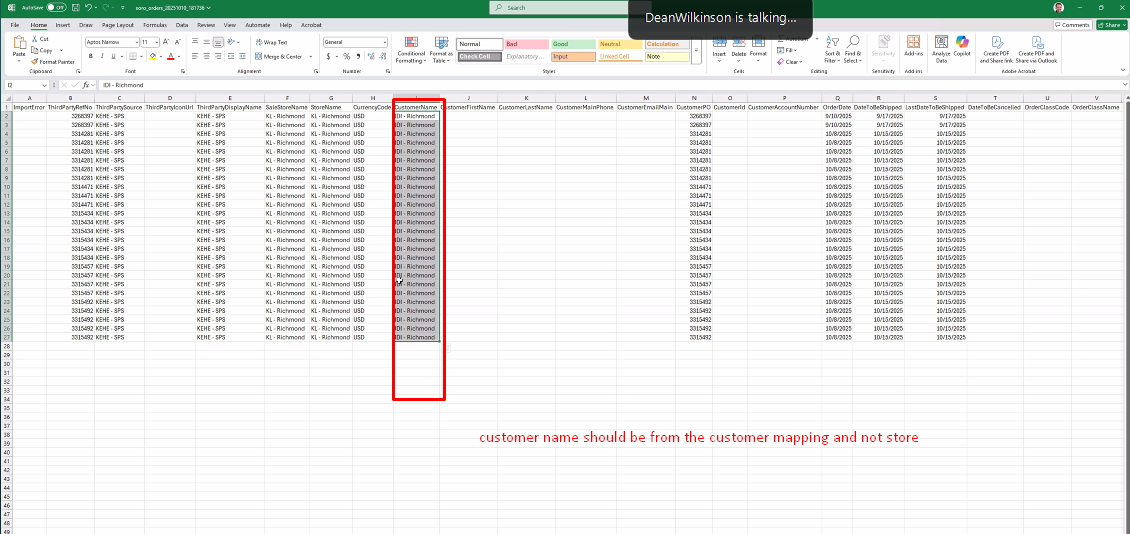 AutoSave Off xoro_orders_20251010_181736
Search
DeanWilkinson is talking...
File Home Insert Draw Page Layout Formulas Data Review View Automate Help Acrobat
Comments Share
Paste Cut Copy Format Painter Clipboard
Aptos Narrow 11 B I U Font
Wrap Text Merge & Center Alignment
General $ % Number
Conditional Formatting Format as Table
Normal Bad Good Neutral Calculation
Check Cell Explanatory ... Input Linked Cell Note
Styles
Insert Delete Format Cells
Fill Clear Sort & Filter Find & Select Editing
Sensitivity Sensitivity
Add-ins Add-ins
Analyze Data Copilot
Create PDF and Share link Create PDF and Share via Outlook Adobe Acrobat
I2 fx IDI - Richmond
A B C D E F G H I J K L M N O P Q R S T U V
1 ImportError ThirdPartyRefNo ThirdPartySource ThirdPartyIconUrl ThirdPartyDisplayName SaleStoreName StoreName CurrencyCode CustomerName CustomerFirstName CustomerLastName CustomerMainPhone CustomerEmailMain CustomerPO CustomerId CustomerAccountNumber OrderDate DateToBeShipped LastDateToBeShipped DateToBeCancelled OrderClassCode OrderClassName
2 3268397 KEHE - SPS KEHE - SPS KL - Richmond KL - Richmond USD IDI - Richmond 3268397 9/10/2025 9/17/2025 9/17/2025
3 3268397 KEHE - SPS KEHE - SPS KL - Richmond KL - Richmond USD IDI - Richmond 3268397 9/10/2025 9/17/2025 9/17/2025
4 3314281 KEHE - SPS KEHE - SPS KL - Richmond KL - Richmond USD IDI - Richmond 3314281 10/8/2025 10/15/2025 10/15/2025
5 3314281 KEHE - SPS KEHE - SPS KL - Richmond KL - Richmond USD IDI - Richmond 3314281 10/8/2025 10/15/2025 10/15/2025
6 3314281 KEHE - SPS KEHE - SPS KL - Richmond KL - Richmond USD IDI - Richmond 3314281 10/8/2025 10/15/2025 10/15/2025
7 3314281 KEHE - SPS KEHE - SPS KL - Richmond KL - Richmond USD IDI - Richmond 3314281 10/8/2025 10/15/2025 10/15/2025
8 3314281 KEHE - SPS KEHE - SPS KL - Richmond KL - Richmond USD IDI - Richmond 3314281 10/8/2025 10/15/2025 10/15/2025
9 3314281 KEHE - SPS KEHE - SPS KL - Richmond KL - Richmond USD IDI - Richmond 3314281 10/8/2025 10/15/2025 10/15/2025
10 3314471 KEHE - SPS KEHE - SPS KL - Richmond KL - Richmond USD IDI - Richmond 3314471 10/8/2025 10/15/2025 10/15/2025
11 3314471 KEHE - SPS KEHE - SPS KL - Richmond KL - Richmond USD IDI - Richmond 3314471 10/8/2025 10/15/2025 10/15/2025
12 3314471 KEHE - SPS KEHE - SPS KL - Richmond KL - Richmond USD IDI - Richmond 3314471 10/8/2025 10/15/2025 10/15/2025
13 3315434 KEHE - SPS KEHE - SPS KL - Richmond KL - Richmond USD IDI - Richmond 3315434 10/8/2025 10/15/2025 10/15/2025
14 3315434 KEHE - SPS KEHE - SPS KL - Richmond KL - Richmond USD IDI - Richmond 3315434 10/8/2025 10/15/2025 10/15/2025
15 3315434 KEHE - SPS KEHE - SPS KL - Richmond KL - Richmond USD IDI - Richmond 3315434 10/8/2025 10/15/2025 10/15/2025
16 3315434 KEHE - SPS KEHE - SPS KL - Richmond KL - Richmond USD IDI - Richmond 3315434 10/8/2025 10/15/2025 10/15/2025
17 3315434 KEHE - SPS KEHE - SPS KL - Richmond KL - Richmond USD IDI - Richmond 3315434 10/8/2025 10/15/2025 10/15/2025
18 3315434 KEHE - SPS KEHE - SPS KL - Richmond KL - Richmond USD IDI - Richmond 3315434 10/8/2025 10/15/2025 10/15/2025
19 3315457 KEHE - SPS KEHE - SPS KL - Richmond KL - Richmond USD IDI - Richmond 3315457 10/8/2025 10/15/2025 10/15/2025
20 3315457 KEHE - SPS KEHE - SPS KL - Richmond KL - Richmond USD IDI - Richmond 3315457 10/8/2025 10/15/2025 10/15/2025
21 3315457 KEHE - SPS KEHE - SPS KL - Richmond KL - Richmond USD IDI - Richmond 3315457 10/8/2025 10/15/2025 10/15/2025
22 3315457 KEHE - SPS KEHE - SPS KL - Richmond KL - Richmond USD IDI - Richmond 3315457 10/8/2025 10/15/2025 10/15/2025
23 3315492 KEHE - SPS KEHE - SPS KL - Richmond KL - Richmond USD IDI - Richmond 3315492 10/8/2025 10/15/2025 10/15/2025
24 3315492 KEHE - SPS KEHE - SPS KL - Richmond KL - Richmond USD IDI - Richmond 3315492 10/8/2025 10/15/2025 10/15/2025
25 3315492 KEHE - SPS KEHE - SPS KL - Richmond KL - Richmond USD IDI - Richmond 3315492 10/8/2025 10/15/2025 10/15/2025
26 3315492 KEHE - SPS KEHE - SPS KL - Richmond KL - Richmond USD IDI - Richmond 3315492 10/8/2025 10/15/2025 10/15/2025
27 3315492 KEHE - SPS KEHE - SPS KL - Richmond KL - Richmond USD IDI - Richmond 3315492 10/8/2025 10/15/2025 10/15/2025
28
29
30
31
32
33
34
35
36
37
38
customer name should be from the customer mapping and not store
39
40
41
42
43
44
45
46
47
48
49